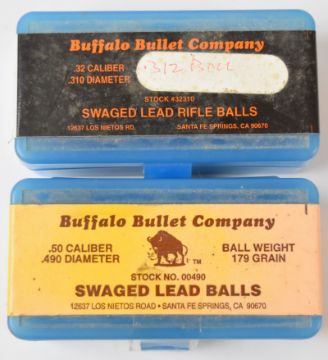 Buffalo Bullet Company
.32 CALIBER
.310 DIAMETER
.312 BALL
STOCK #32310
SWAGED LEAD RIFLE BALLS
12637 LOS NIETOS RD. SANTA FE SPRINGS, CA 90670
Buffalo Bullet Company
.50 CALIBER
.490 DIAMETER
BALL WEIGHT
179 GRAIN
TM
STOCK NO. 00490
SWAGED LEAD BALLS
12637 LOS NIETOS ROAD • SANTA FE SPRINGS, CA 90670